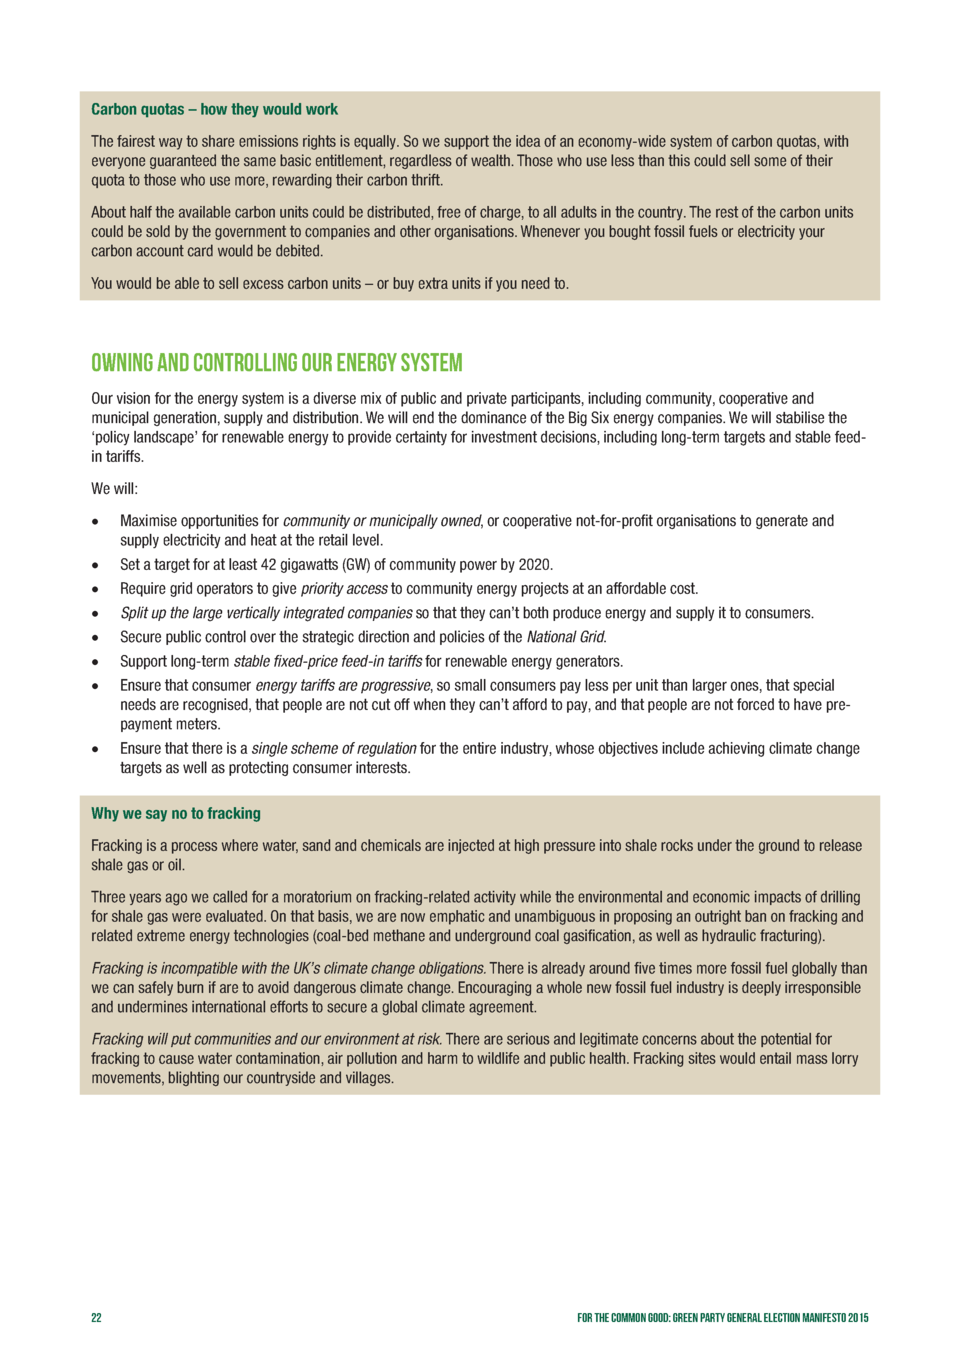 Carbon quotas – how they would work
The fairest way to share emissions rights is equally. So we support the idea of an economy-wide system of carbon quotas, with
everyone guaranteed the same basic entitlement, regardless of wealth. Those who use less than this could sell some of their
quota to those who use more, rewarding their carbon thrift.
About half the available carbon units could be distributed, free of charge, to all adults in the country. The rest of the carbon units
could be sold by the government to companies and other organisations. Whenever you bought fossil fuels or electricity your
carbon account card would be debited.
You would be able to sell excess carbon units – or buy extra units if you need to.
OWNING AND CONTROLLING OUR ENERGY SYSTEM
Our vision for the energy system is a diverse mix of public and private participants, including community, cooperative and
municipal generation, supply and distribution. We will end the dominance of the Big Six energy companies. We will stabilise the
‘policy landscape’ for renewable energy to provide certainty for investment decisions, including long-term targets and stable feed-
in tariffs.
We will:
• Maximise opportunities for community or municipally owned, or cooperative not-for-profit organisations to generate and
supply electricity and heat at the retail level.
• Set a target for at least 42 gigawatts (GW) of community power by 2020.
• Require grid operators to give priority access to community energy projects at an affordable cost.
• Split up the large vertically integrated companies so that they can’t both produce energy and supply it to consumers.
• Secure public control over the strategic direction and policies of the National Grid.
• Support long-term stable fixed-price feed-in tariffs for renewable energy generators.
• Ensure that consumer energy tariffs are progressive, so small consumers pay less per unit than larger ones, that special
needs are recognised, that people are not cut off when they can’t afford to pay, and that people are not forced to have pre-
payment meters.
• Ensure that there is a single scheme of regulation for the entire industry, whose objectives include achieving climate change
targets as well as protecting consumer interests.
Why we say no to fracking
Fracking is a process where water, sand and chemicals are injected at high pressure into shale rocks under the ground to release
shale gas or oil.
Three years ago we called for a moratorium on fracking-related activity while the environmental and economic impacts of drilling
for shale gas were evaluated. On that basis, we are now emphatic and unambiguous in proposing an outright ban on fracking and
related extreme energy technologies (coal-bed methane and underground coal gasification, as well as hydraulic fracturing).
Fracking is incompatible with the UK’s climate change obligations. There is already around five times more fossil fuel globally than
we can safely burn if are to avoid dangerous climate change. Encouraging a whole new fossil fuel industry is deeply irresponsible
and undermines international efforts to secure a global climate agreement.
Fracking will put communities and our environment at risk. There are serious and legitimate concerns about the potential for
fracking to cause water contamination, air pollution and harm to wildlife and public health. Fracking sites would entail mass lorry
movements, blighting our countryside and villages.
22 FOR THE COMMON GOOD: GREEN PARTY GENERAL ELECTION MANIFESTO 2015